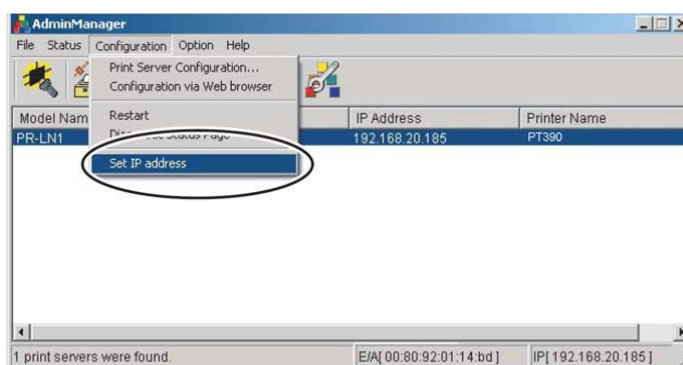 AdminManager
File Status Configuration Option Help
Print Server Configuration...
Configuration via Web browser
Restart
Status Page
Set IP address
Model Nam IP Address Printer Name
PR-LN1 192.168.20.185 PT390
1 print servers were found. E/A[ 00:80:92:01:14:bd ] IP[ 192.168.20.185 ]